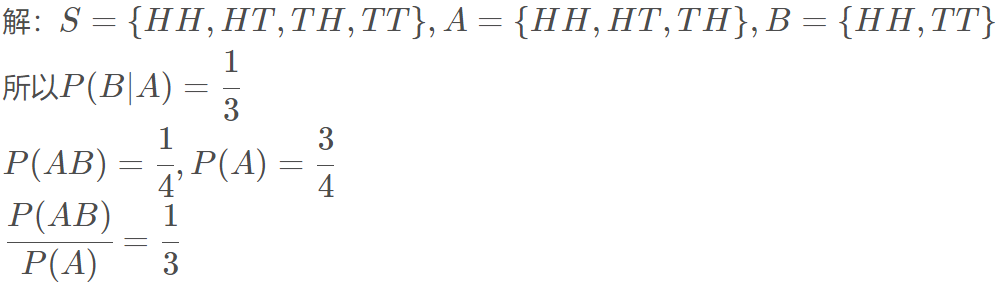 解：S = {HH, HT, TH, TT}, A = {HH, HT, TH}, B = {HH, TT}
所以P(B|A) = 1/3
P(AB) = 1/4, P(A) = 3/4
P(AB)/P(A) = 1/3